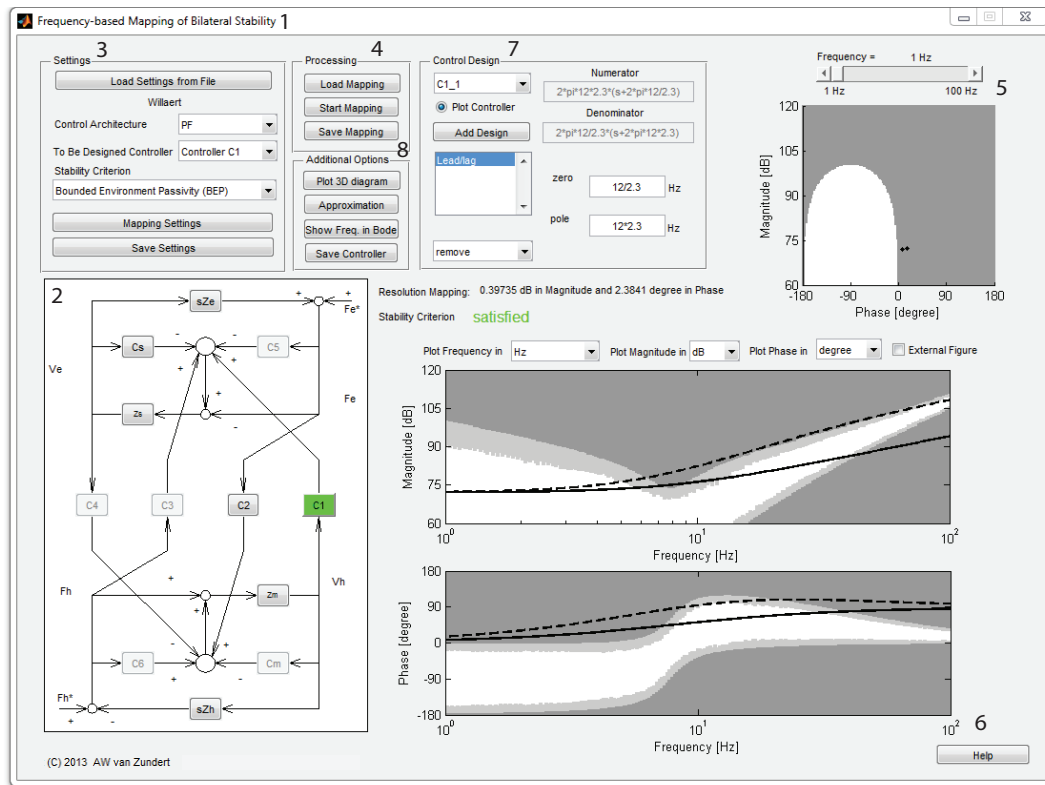 Frequency-based Mapping of Bilateral Stability 1
3
Settings
Load Settings from File
Willaert
Control Architecture PF
To Be Designed Controller Controller C1
Stability Criterion
Bounded Environment Passivity (BEP)
Mapping Settings
Save Settings
4
Processing
Load Mapping
Start Mapping
Save Mapping
8
Additional Options
Plot 3D diagram
Approximation
Show Freq. in Bode
Save Controller
7
Control Design
C1_1
Plot Controller
Add Design
Lead/lag
remove
Numerator
2*pi*12*2.3*(s+2*pi*12/2.3)
Denominator
2*pi*12/2.3*(s+2*pi*12*2.3)
zero 12/2.3 Hz
pole 12*2.3 Hz
Frequency = 1 Hz
1 Hz 100 Hz
5
120
105
90
75
60
Magnitude [dB]
-180 -90 0 90 180
Phase [degree]
2
sZe
+ +
Fe*
- -
Cs C5
+ +
Ve
+
Fe
Zs
+ -
C4 C3 C2 C1
Fh
+
Vh
+
Zm
+
- +
C6 Cm
+ -
Fh*
sZh
+ -
Resolution Mapping: 0.39735 dB in Magnitude and 2.3841 degree in Phase
Stability Criterion satisfied
Plot Frequency in Hz Plot Magnitude in dB Plot Phase in degree External Figure
120
105
90
75
60
Magnitude [dB]
10^0 10^1 10^2
Frequency [Hz]
180
90
0
-90
-180
Phase [degree]
10^0 10^1 10^2
Frequency [Hz]
6
Help
(C) 2013 AW van Zundert